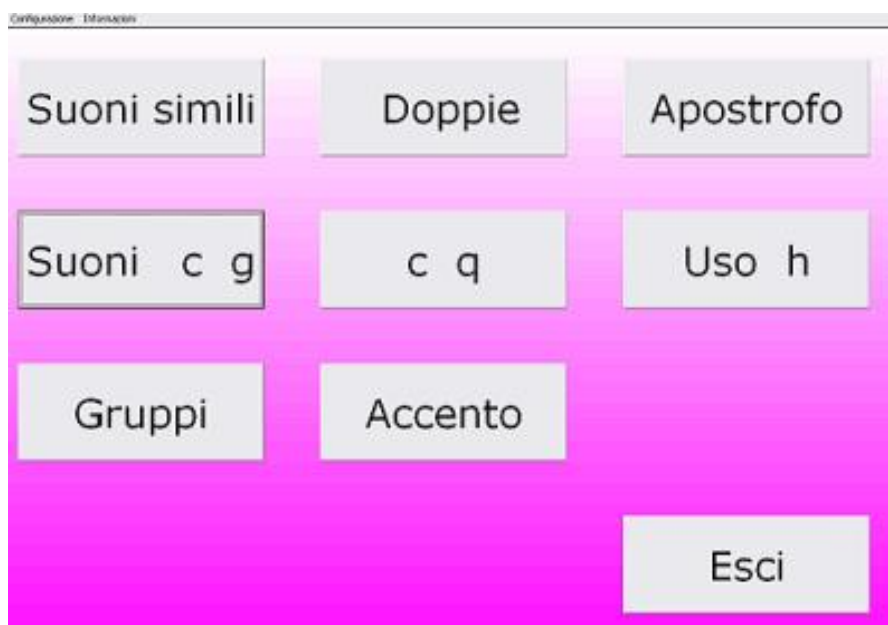 Configurazione Informazioni
Suoni simili Doppie Apostrofo
Suoni c g c q Uso h
Gruppi Accento
Esci